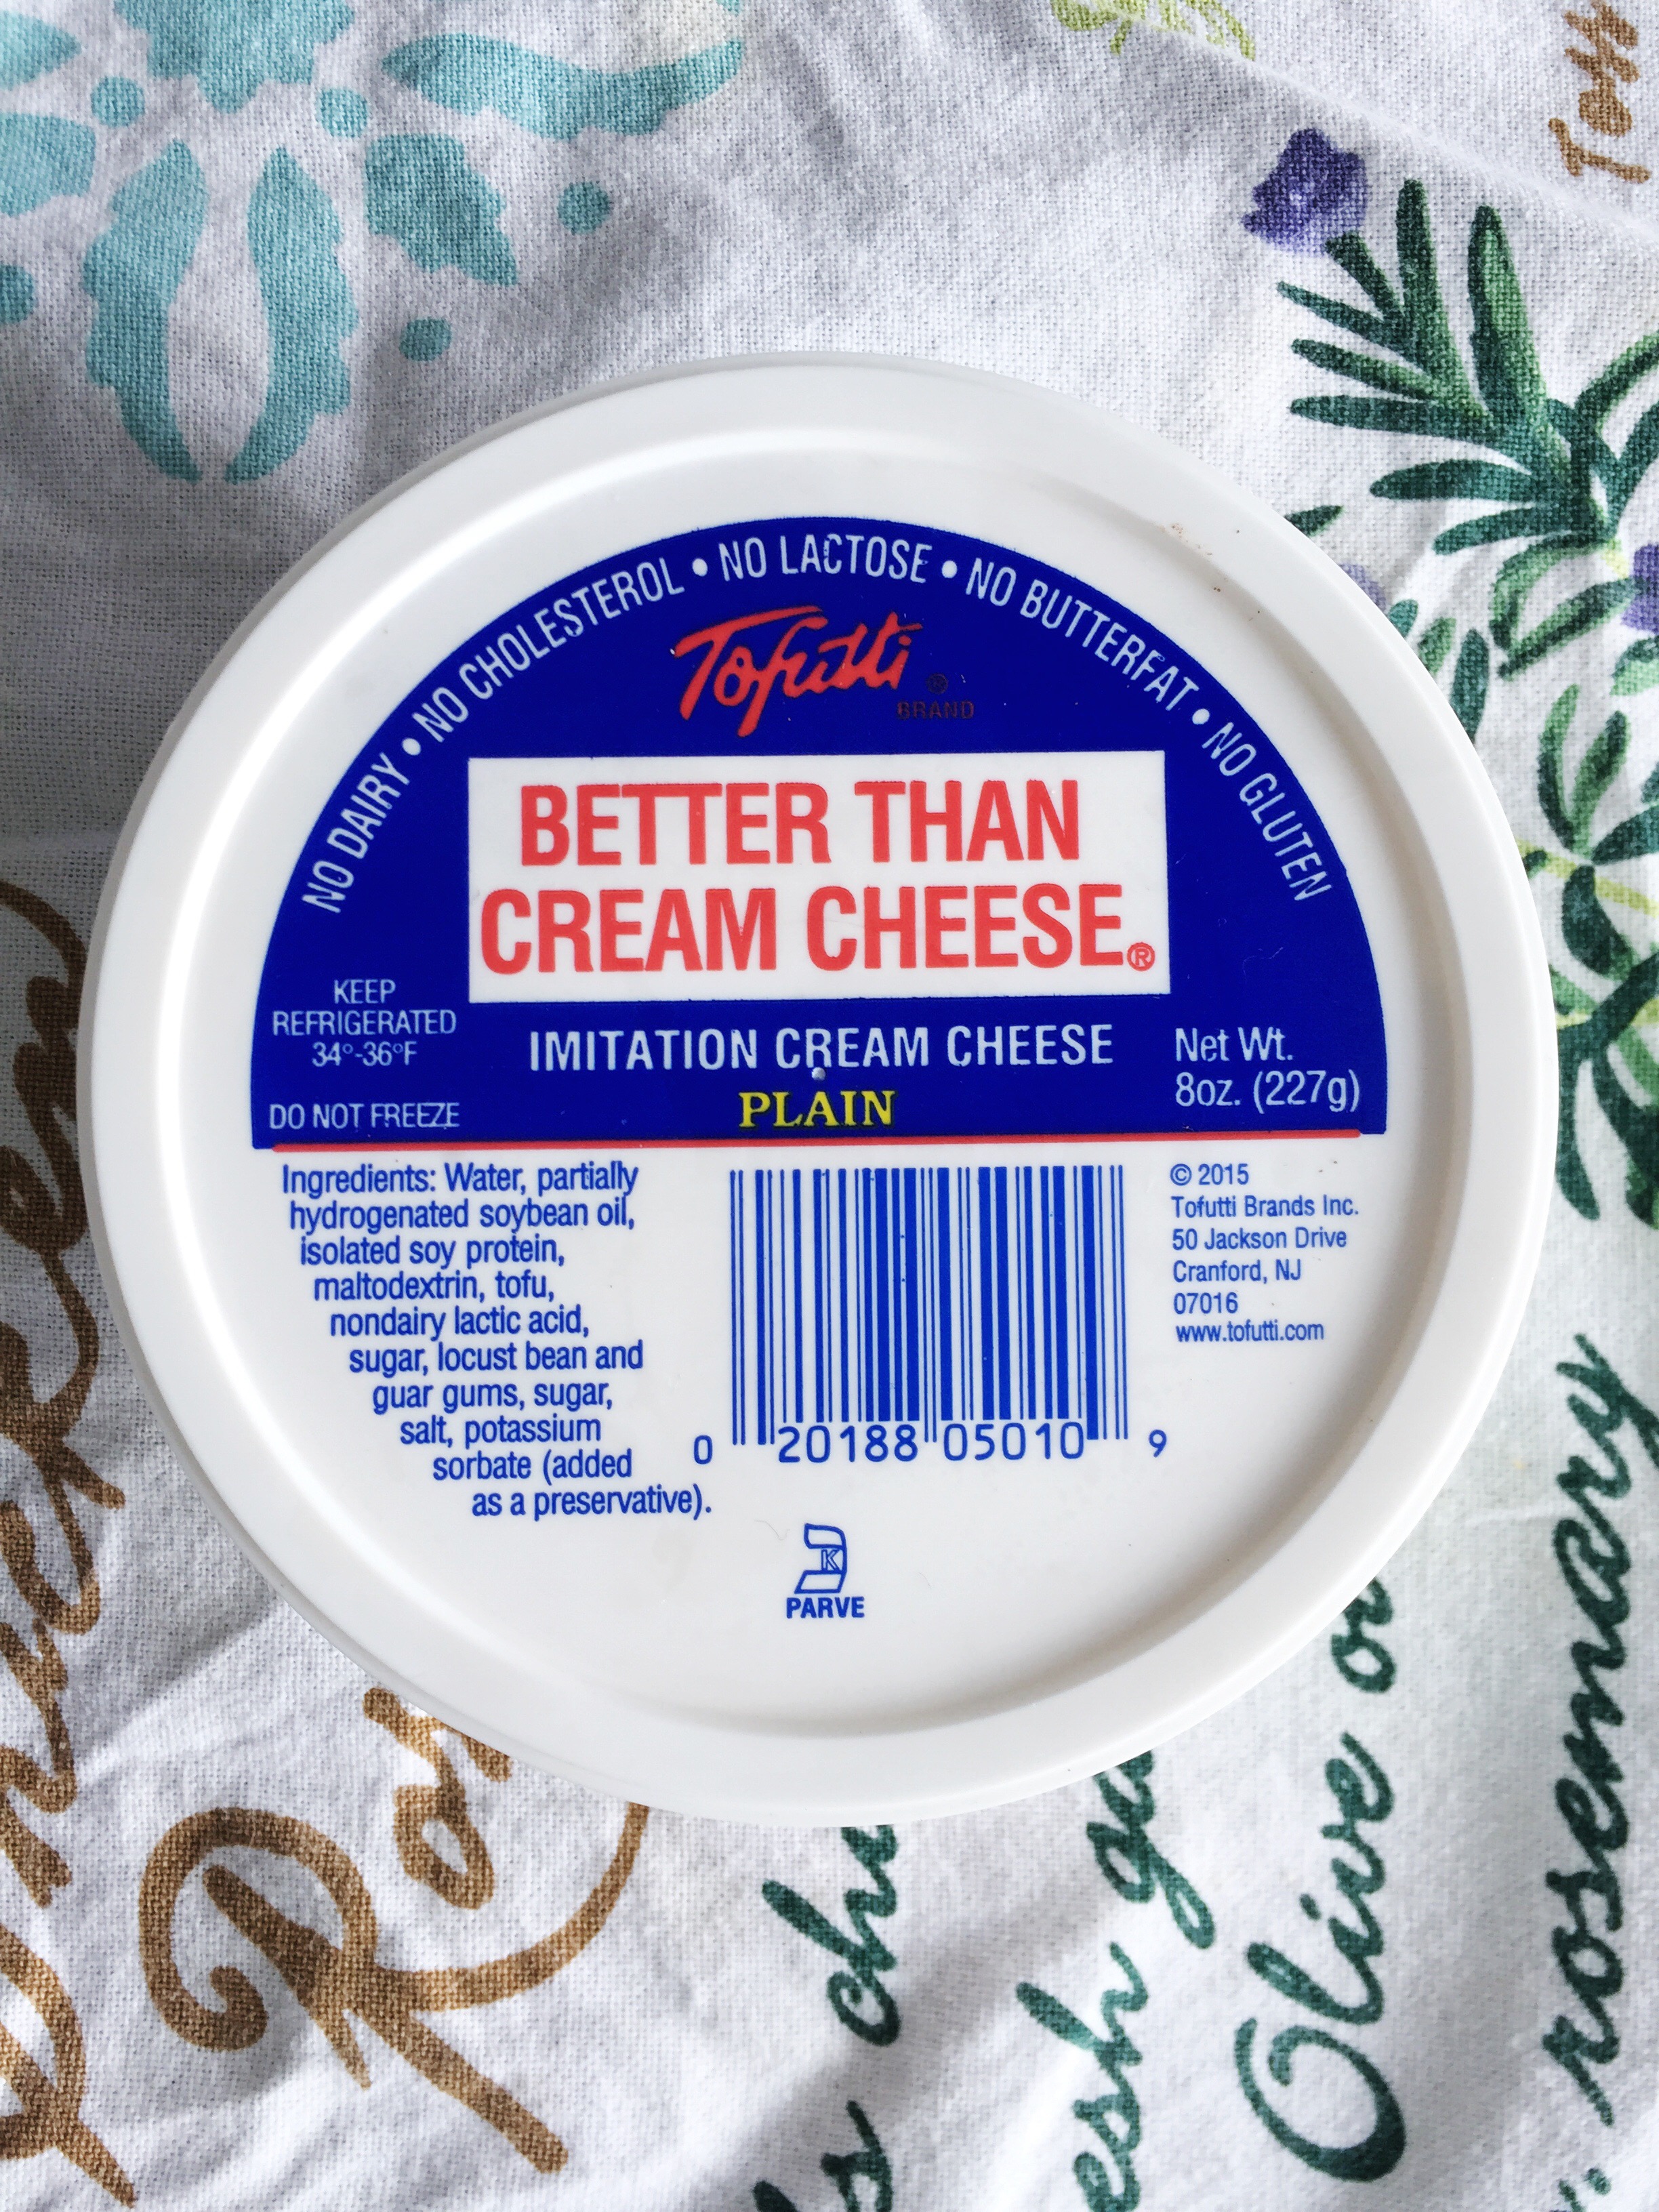 NO DAIRY • NO CHOLESTEROL • NO LACTOSE • NO BUTTERFAT • NO GLUTEN
Tofutti ®
BRAND
BETTER THAN
CREAM CHEESE®
KEEP
REFRIGERATED
34°-36°F
DO NOT FREEZE
IMITATION CREAM CHEESE
PLAIN
Net Wt.
8oz. (227g)
Ingredients: Water, partially
hydrogenated soybean oil,
isolated soy protein,
maltodextrin, tofu,
nondairy lactic acid,
sugar, locust bean and
guar gums, sugar,
salt, potassium
sorbate (added
as a preservative).
0 20188 05010 9
© 2015
Tofutti Brands Inc.
50 Jackson Drive
Cranford, NJ
07016
www.tofutti.com
K
PARVE
Toss
Olive
rosemary